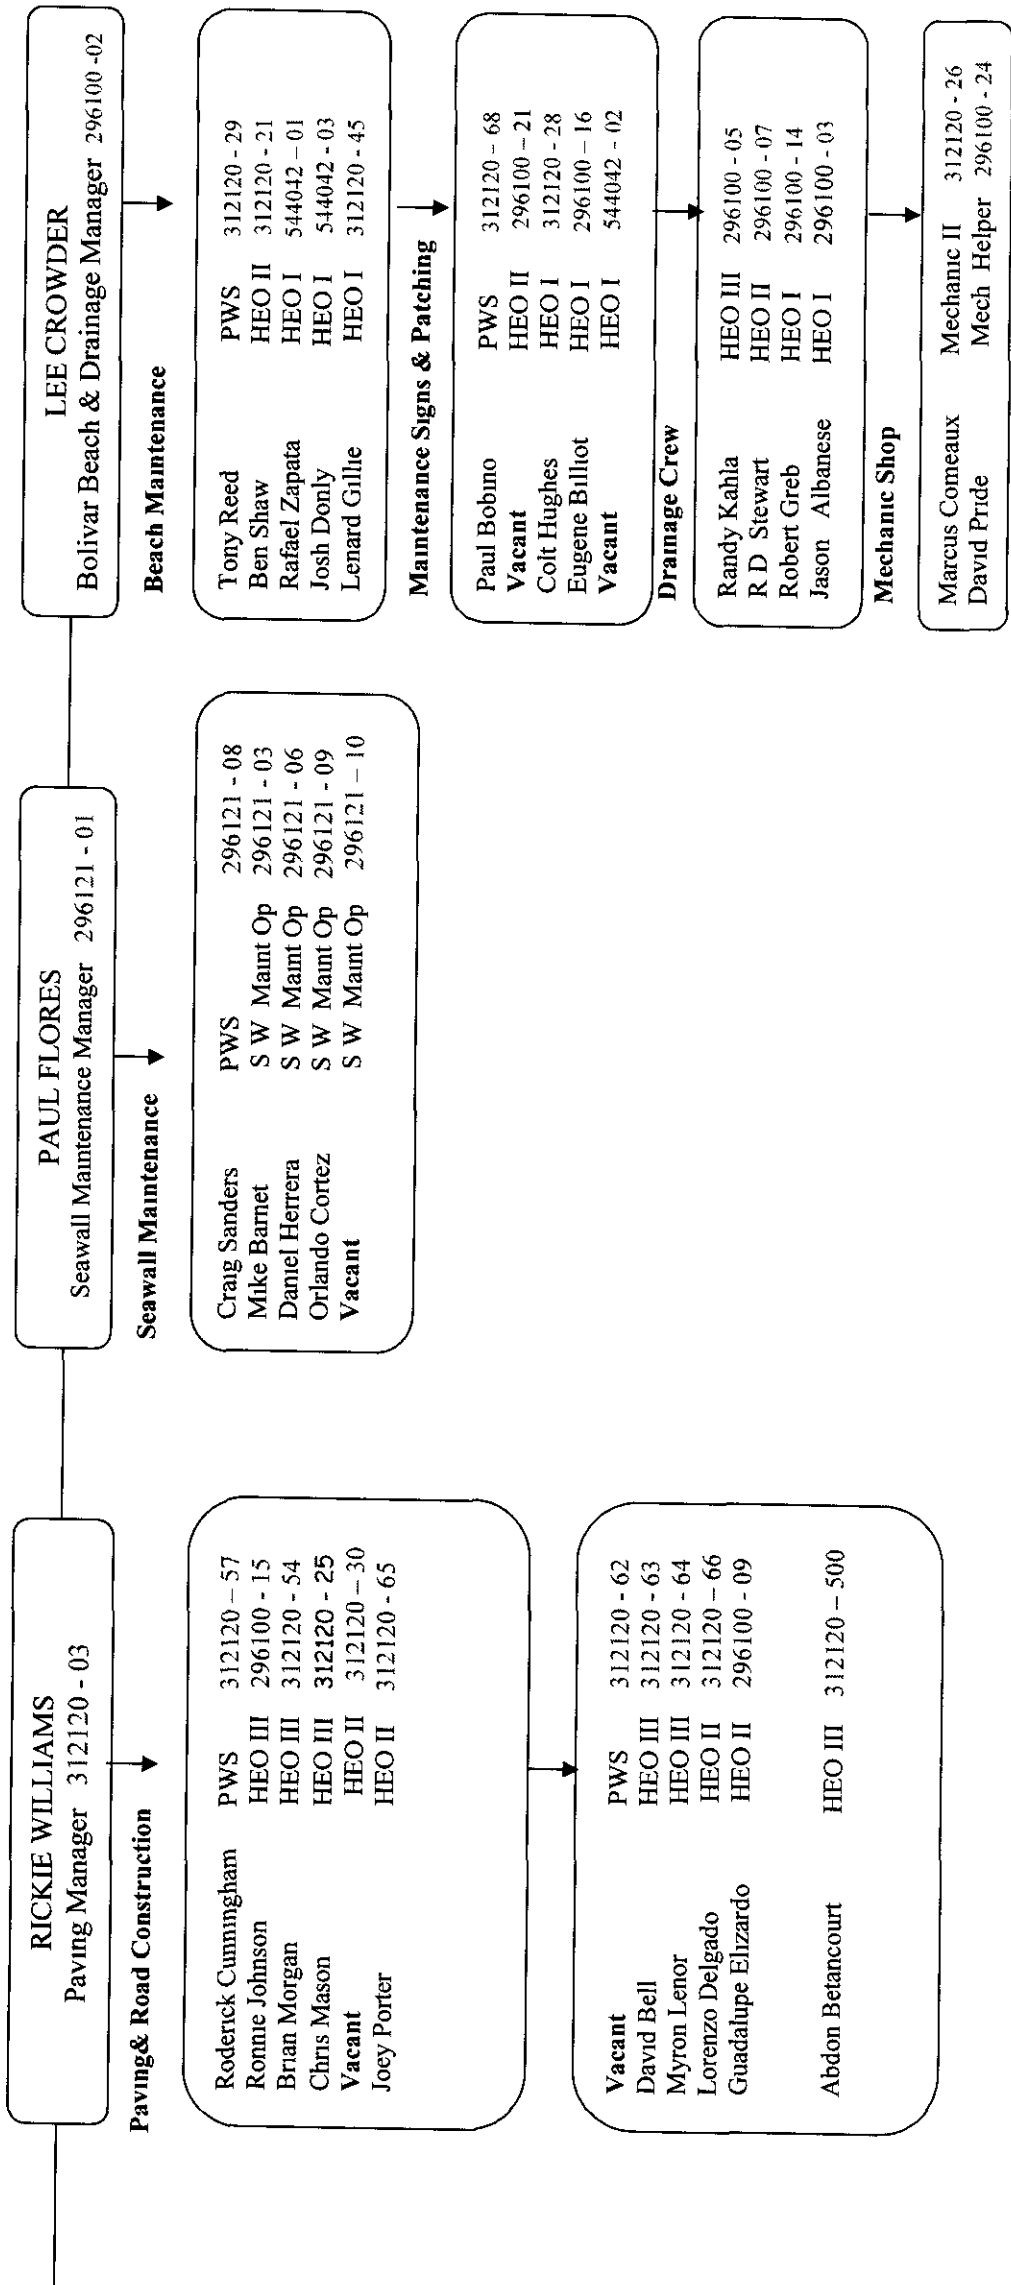 RICKIE WILLIAMS
Paving Manager 312120 - 03
Paving& Road Construction
Roderick Cunningham PWS 312120 – 57
Ronnie Johnson HEO III 296100 - 15
Brian Morgan HEO III 312120 - 54
Chris Mason HEO III 312120 - 25
Vacant HEO II 312120 – 30
Joey Porter HEO II 312120 - 65
Vacant PWS 312120 - 62
David Bell HEO III 312120 - 63
Myron Lenor HEO III 312120 - 64
Lorenzo Delgado HEO II 312120 – 66
Guadalupe Elizardo HEO II 296100 - 09
Abdon Betancourt HEO III 312120 – 500
PAUL FLORES
Seawall Maintenance Manager 296121 - 01
Seawall Maintenance
Craig Sanders PWS 296121 - 08
Mike Barnet S W Maint Op 296121 - 03
Daniel Herrera S W Maint Op 296121 - 06
Orlando Cortez S W Maint Op 296121 - 09
Vacant S W Maint Op 296121 – 10
LEE CROWDER
Bolivar Beach & Drainage Manager 296100 -02
Beach Maintenance
Tony Reed PWS 312120 - 29
Ben Shaw HEO II 312120 - 21
Rafael Zapata HEO I 544042 – 01
Josh Donly HEO I 544042 - 03
Lenard Gillie HEO I 312120 - 45
Maintenance Signs & Patching
Paul Bobino PWS 312120 – 68
Vacant HEO II 296100 – 21
Colt Hughes HEO I 312120 - 28
Eugene Billiot HEO I 296100 – 16
Vacant HEO I 544042 – 02
Drainage Crew
Randy Kahla HEO III 296100 - 05
R D Stewart HEO II 296100 - 07
Robert Greb HEO I 296100 - 14
Jason Albanese HEO I 296100 - 03
Mechanic Shop
Marcus Comeaux Mechanic II 312120 - 26
David Pride Mech Helper 296100 - 24